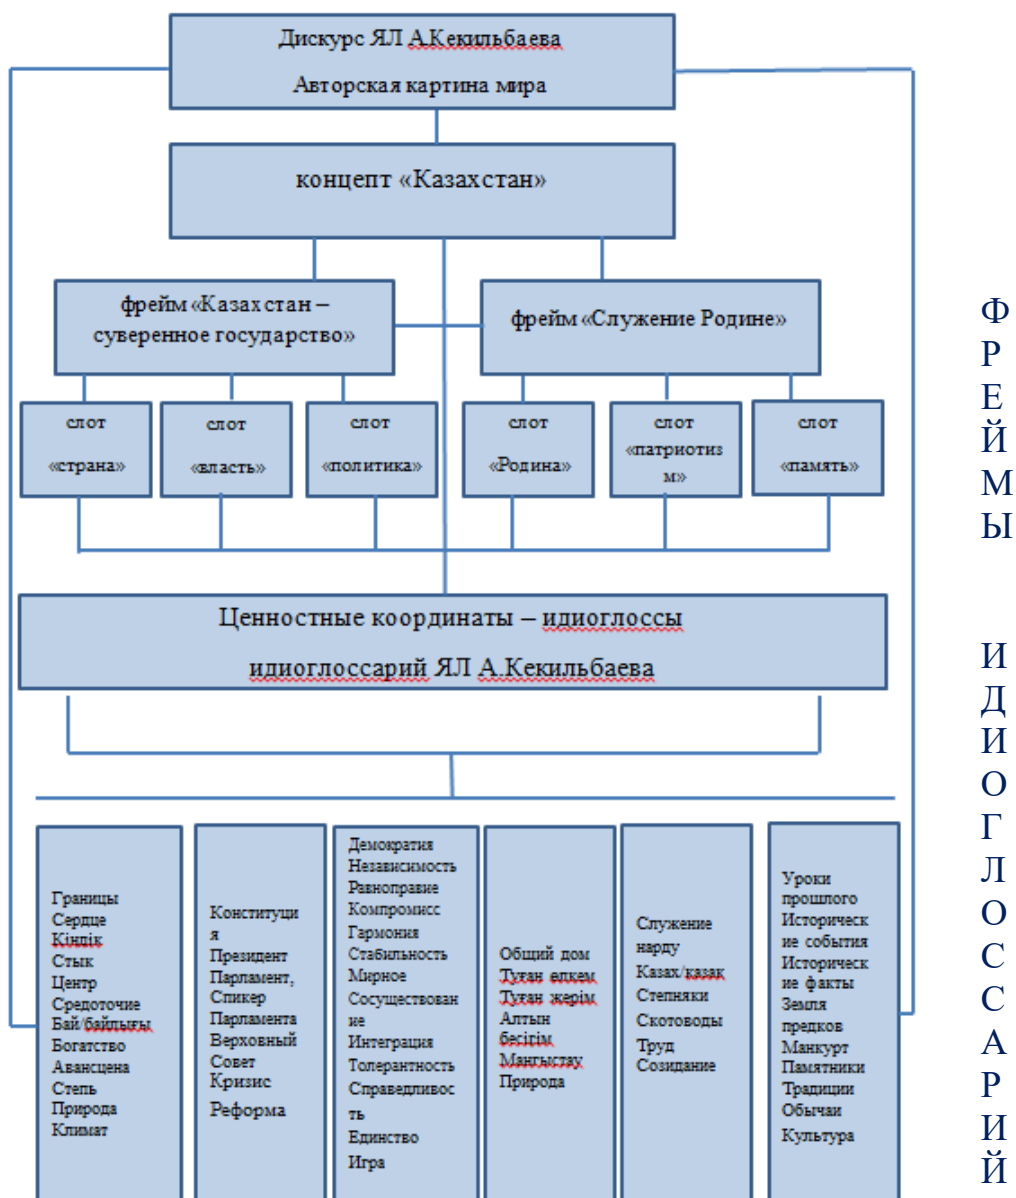 Дискурс ЯЛ А.Кекильбаева
Авторская картина мира
концепт «Казахстан»
фрейм «Казахстан –
суверенное государство»
фрейм «Служение Родине»
слот
«страна»
слот
«власть»
слот
«политика»
слот
«Родина»
слот
«патриотиз
м»
слот
«память»
Ценностные координаты – идиоглоссы
идиоглоссарий ЯЛ А.Кекильбаева
Границы
Сердце
Кіндік
Стык
Центр
Средоточие
Бай/байлығы
Богатство
Авансцена
Степь
Природа
Климат
Конституци
я
Президент
Парламент,
Спикер
Парламента
Верховный
Совет
Кризис
Реформа
Демократия
Независимость
Равноправие
Компромисс
Гармония
Стабильность
Мирное
Сосуществован
ие
Интеграция
Толерантность
Справедливос
ть
Единство
Игра
Общий дом
Туған өлкем
Туған жерім
Алтын
бесігім
Маңғыстау
Природа
Служение
нарду
Казах/қазақ
Степняки
Скотоводы
Труд
Созидание
Уроки
прошлого
Историческ
ие события
Историческ
ие факты
Земля
предков
Манкурт
Памятники
Традиции
Обычаи
Культура
Ф
Р
Е
Й
М
Ы
И
Д
И
О
Г
Л
О
С
С
А
Р
И
Й